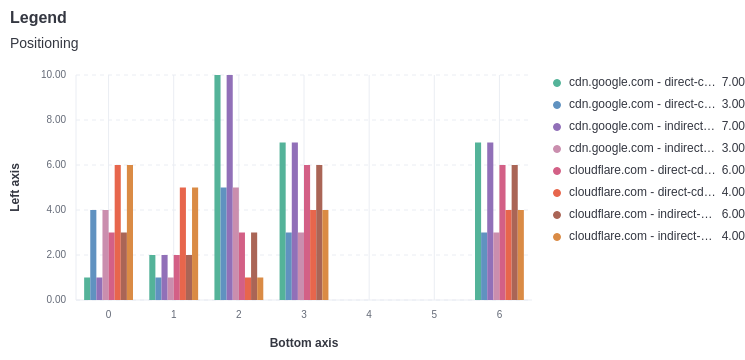 Legend
Positioning
10.00
8.00
6.00
4.00
2.00
0.00
Left axis
0 1 2 3 4 5 6
Bottom axis
cdn.google.com - direct-c… 7.00
cdn.google.com - direct-c… 3.00
cdn.google.com - indirect… 7.00
cdn.google.com - indirect… 3.00
cloudflare.com - direct-cd… 6.00
cloudflare.com - direct-cd… 4.00
cloudflare.com - indirect-… 6.00
cloudflare.com - indirect-… 4.00